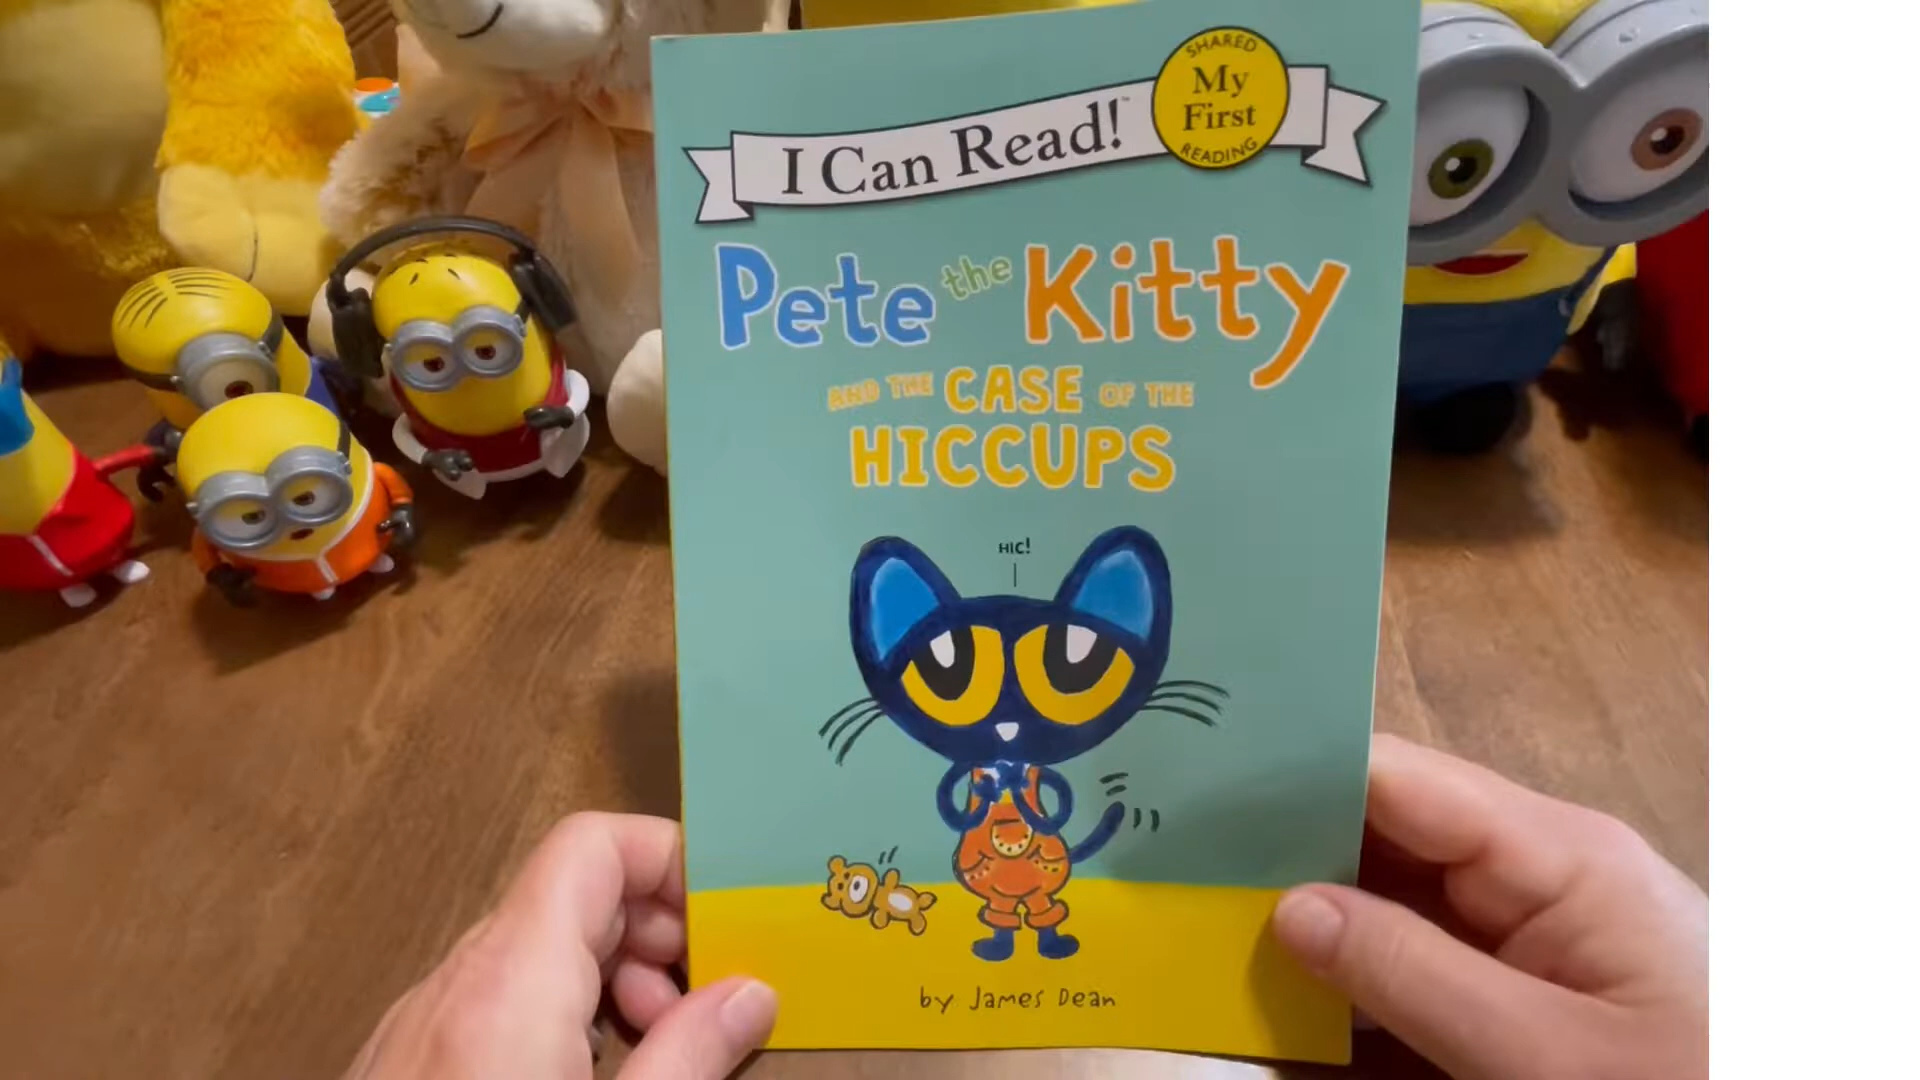 I Can Read!™
SHARED
My
First
READING
Pete the Kitty
AND THE CASE OF THE
HICCUPS
HIC!
by James Dean